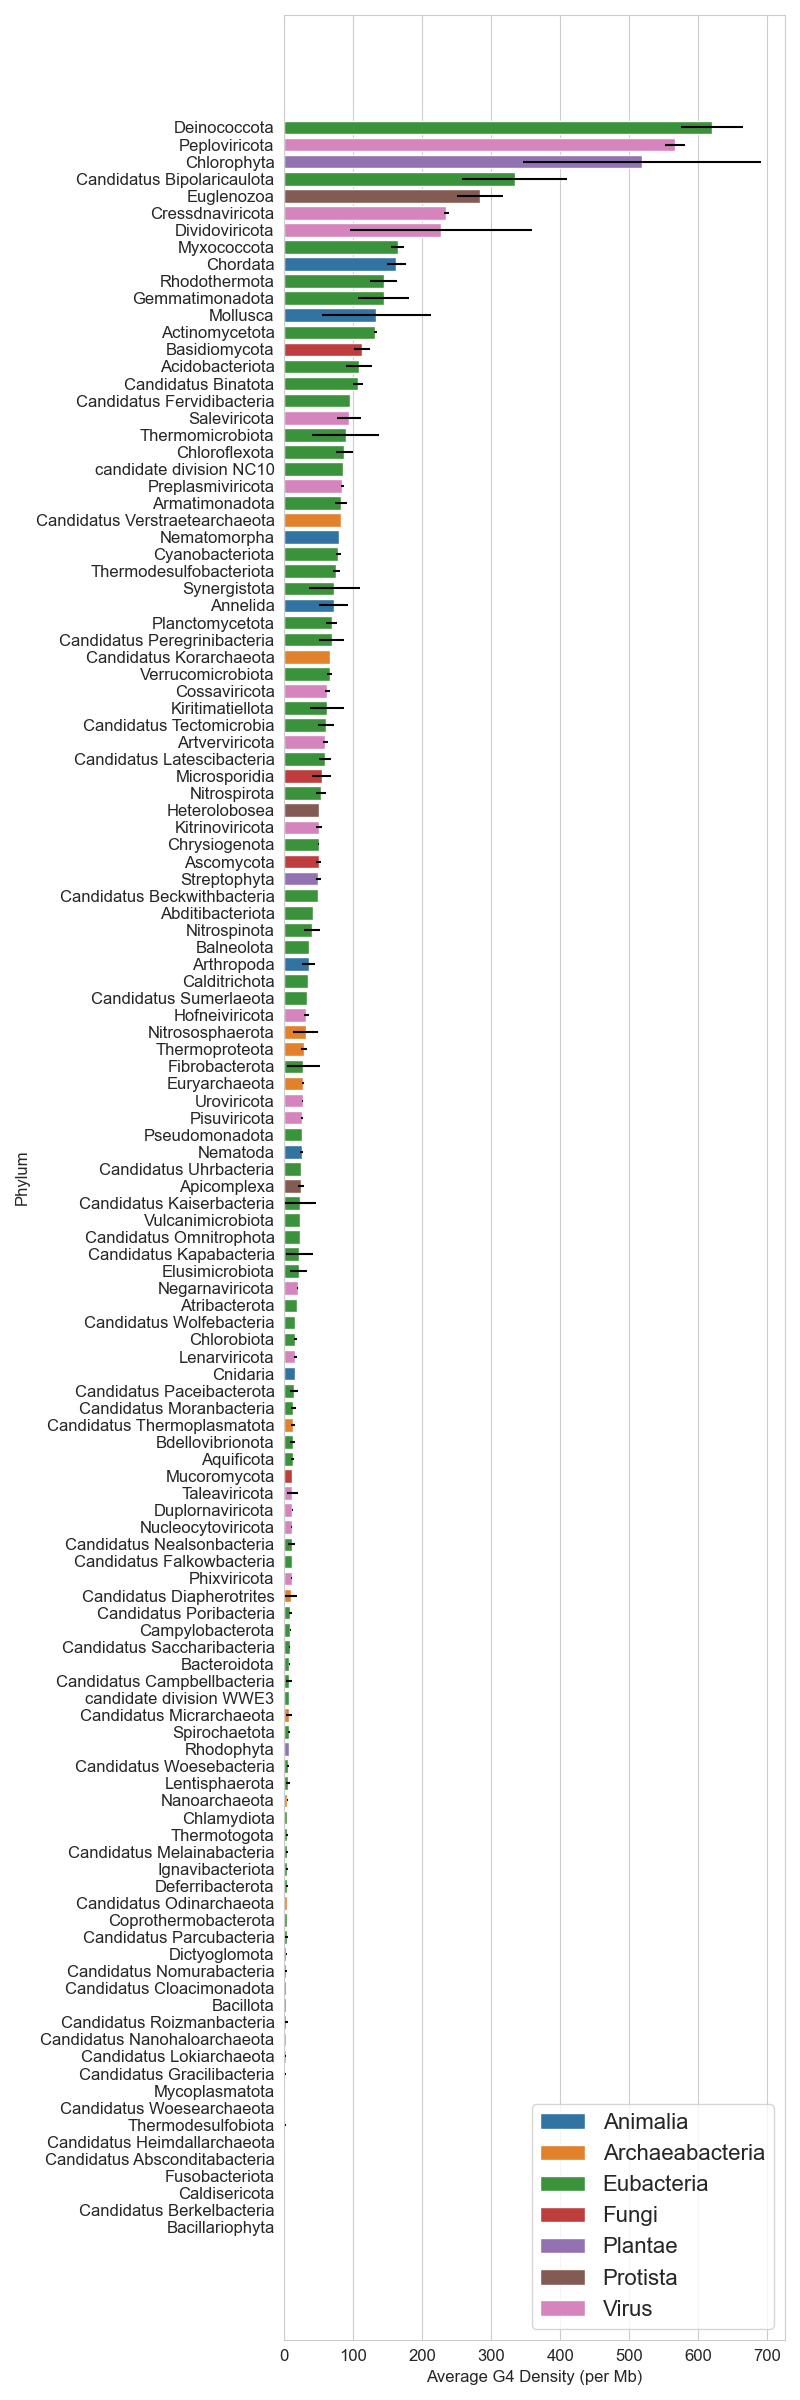 Deinococcota
Peploviricota
Chlorophyta
Candidatus Bipolaricaulota
Euglenozoa
Cressdnaviricota
Dividoviricota
Myxococcota
Chordata
Rhodothermota
Gemmatimonadota
Mollusca
Actinomycetota
Basidiomycota
Acidobacteriota
Candidatus Binatota
Candidatus Fervidibacteria
Saleviricota
Thermomicrobiota
Chloroflexota
candidate division NC10
Preplasmiviricota
Armatimonadota
Candidatus Verstraetearchaeota
Nematomorpha
Cyanobacteriota
Thermodesulfobacteriota
Synergistota
Annelida
Planctomycetota
Candidatus Peregrinibacteria
Candidatus Korarchaeota
Verrucomicrobiota
Cossaviricota
Kiritimatiellota
Candidatus Tectomicrobia
Artverviricota
Candidatus Latescibacteria
Microsporidia
Nitrospirota
Heterolobosea
Kitrinoviricota
Chrysiogenota
Ascomycota
Streptophyta
Candidatus Beckwithbacteria
Abditibacteriota
Nitrospinota
Balneolota
Arthropoda
Calditrichota
Candidatus Sumerlaeota
Hofneiviricota
Nitrososphaerota
Thermoproteota
Fibrobacterota
Euryarchaeota
Uroviricota
Pisuviricota
Pseudomonadota
Nematoda
Candidatus Uhrbacteria
Apicomplexa
Candidatus Kaiserbacteria
Vulcanimicrobiota
Candidatus Omnitrophota
Candidatus Kapabacteria
Elusimicrobiota
Negarnaviricota
Atribacterota
Candidatus Wolfebacteria
Chlorobiota
Lenarviricota
Cnidaria
Candidatus Paceibacterota
Candidatus Moranbacteria
Candidatus Thermoplasmatota
Bdellovibrionota
Aquificota
Mucoromycota
Taleaviricota
Duplornaviricota
Nucleocytoviricota
Candidatus Nealsonbacteria
Candidatus Falkowbacteria
Phixviricota
Candidatus Diapherotrites
Candidatus Poribacteria
Campylobacterota
Candidatus Saccharibacteria
Bacteroidota
Candidatus Campbellbacteria
candidate division WWE3
Candidatus Micrarchaeota
Spirochaetota
Rhodophyta
Candidatus Woesebacteria
Lentisphaerota
Nanoarchaeota
Chlamydiota
Thermotogota
Candidatus Melainabacteria
Ignavibacteriota
Deferribacterota
Candidatus Odinarchaeota
Coprothermobacterota
Candidatus Parcubacteria
Dictyoglomota
Candidatus Nomurabacteria
Candidatus Cloacimonadota
Bacillota
Candidatus Roizmanbacteria
Candidatus Nanohaloarchaeota
Candidatus Lokiarchaeota
Candidatus Gracilibacteria
Mycoplasmatota
Candidatus Woesearchaeota
Thermodesulfobiota
Candidatus Heimdallarchaeota
Candidatus Absconditabacteria
Fusobacteriota
Caldisericota
Candidatus Berkelbacteria
Bacillariophyta
Phylum
Animalia
Archaeabacteria
Eubacteria
Fungi
Plantae
Protista
Virus
0 100 200 300 400 500 600 700
Average G4 Density (per Mb)